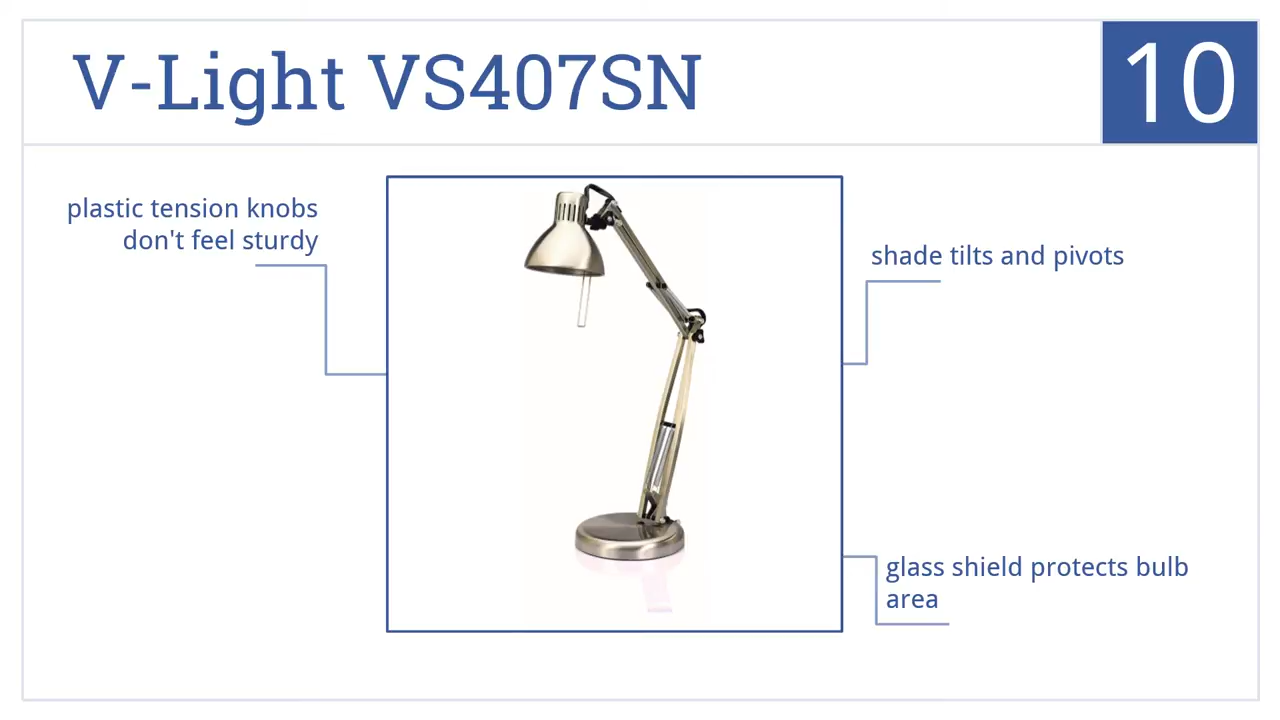 V-Light VS407SN
10
plastic tension knobs
don't feel sturdy
shade tilts and pivots
glass shield protects bulb
area